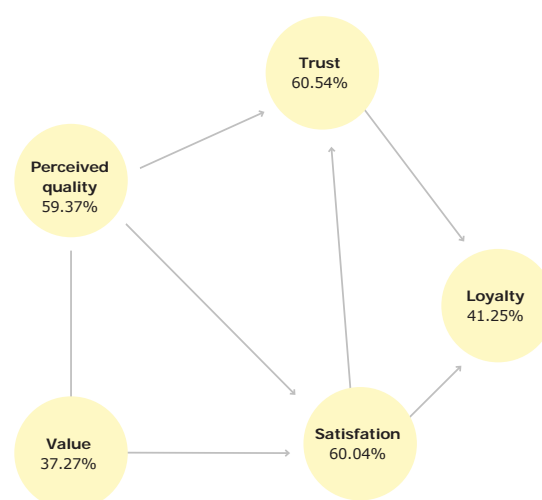 Trust
60.54%
Perceived
quality
59.37%
Loyalty
41.25%
Value
37.27%
Satisfation
60.04%